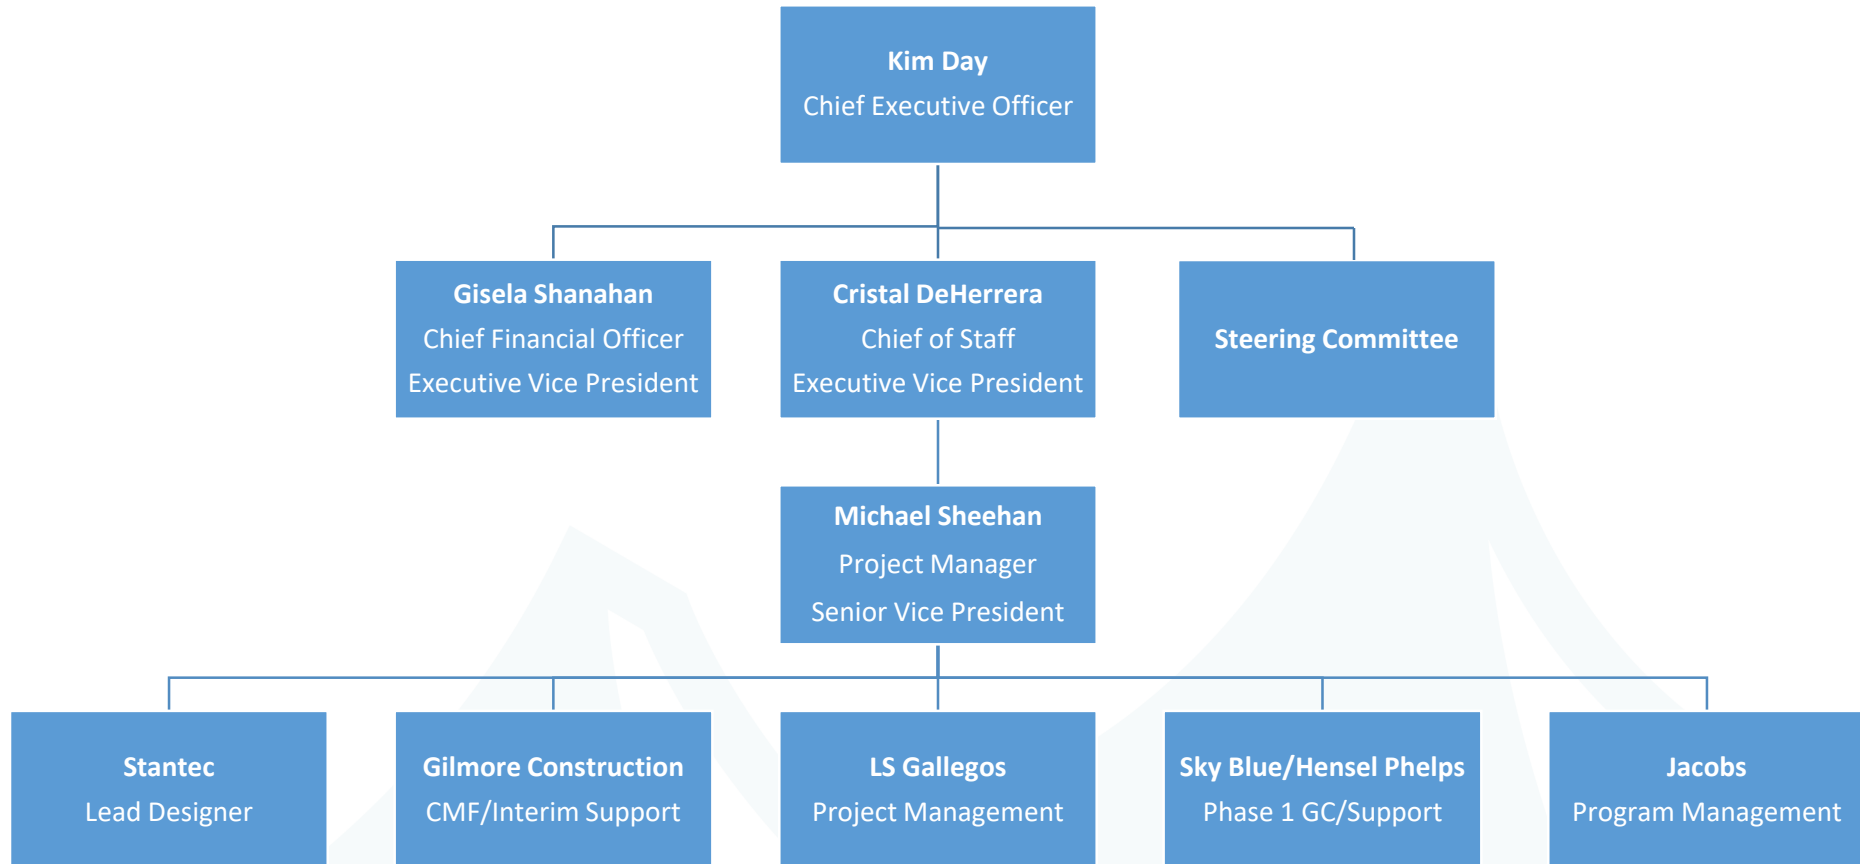 Kim Day
Chief Executive Officer
Gisela Shanahan
Chief Financial Officer
Executive Vice President
Cristal DeHerrera
Chief of Staff
Executive Vice President
Steering Committee
Michael Sheehan
Project Manager
Senior Vice President
Stantec
Lead Designer
Gilmore Construction
CMF/Interim Support
LS Gallegos
Project Management
Sky Blue/Hensel Phelps
Phase 1 GC/Support
Jacobs
Program Management